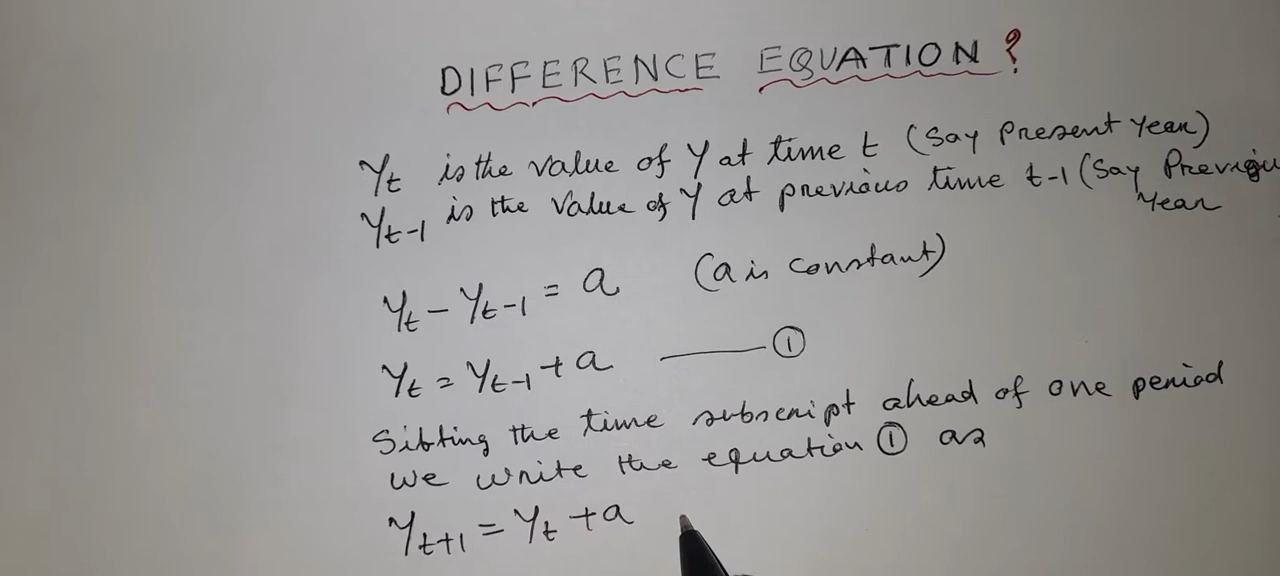 DIFFERENCE EQUATION ?
Yt is the value of Y at time t (Say Present Year)
Yt-1 is the value of Y at previous time t-1 (Say Previou
Year
Yt - Yt-1 = a (a is constant)
Yt = Yt-1 + a —— ①
Sibting the time subscript ahead of one period
we write the equation ① as
Yt+1 = Yt + a